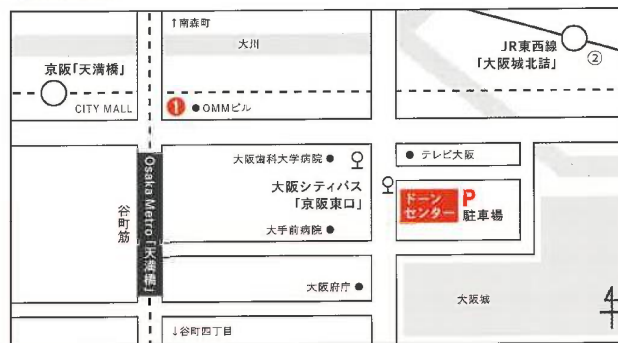 ↑南森町
大川
JR東西線
「大阪城北詰」
②
京阪「天満橋」
CITY MALL
1
●OMMビル
大阪歯科大学病院●
●テレビ大阪
大阪シティバス
「京阪東口」
ドーン
センター
P
駐車場
谷町筋
Osaka Metro「天満橋」
大手前病院●
大阪府庁●
大阪城
↓谷町四丁目